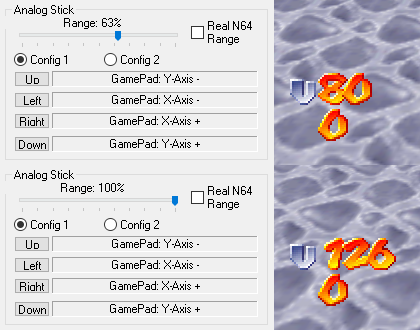 Analog Stick
Range: 63%
Real N64
Range
Config 1
Config 2
Up GamePad: Y-Axis -
Left GamePad: X-Axis -
Right GamePad: X-Axis +
Down GamePad: Y-Axis +
80
0
Analog Stick
Range: 100%
Real N64
Range
Config 1
Config 2
Up GamePad: Y-Axis -
Left GamePad: X-Axis -
Right GamePad: X-Axis +
Down GamePad: Y-Axis +
126
0